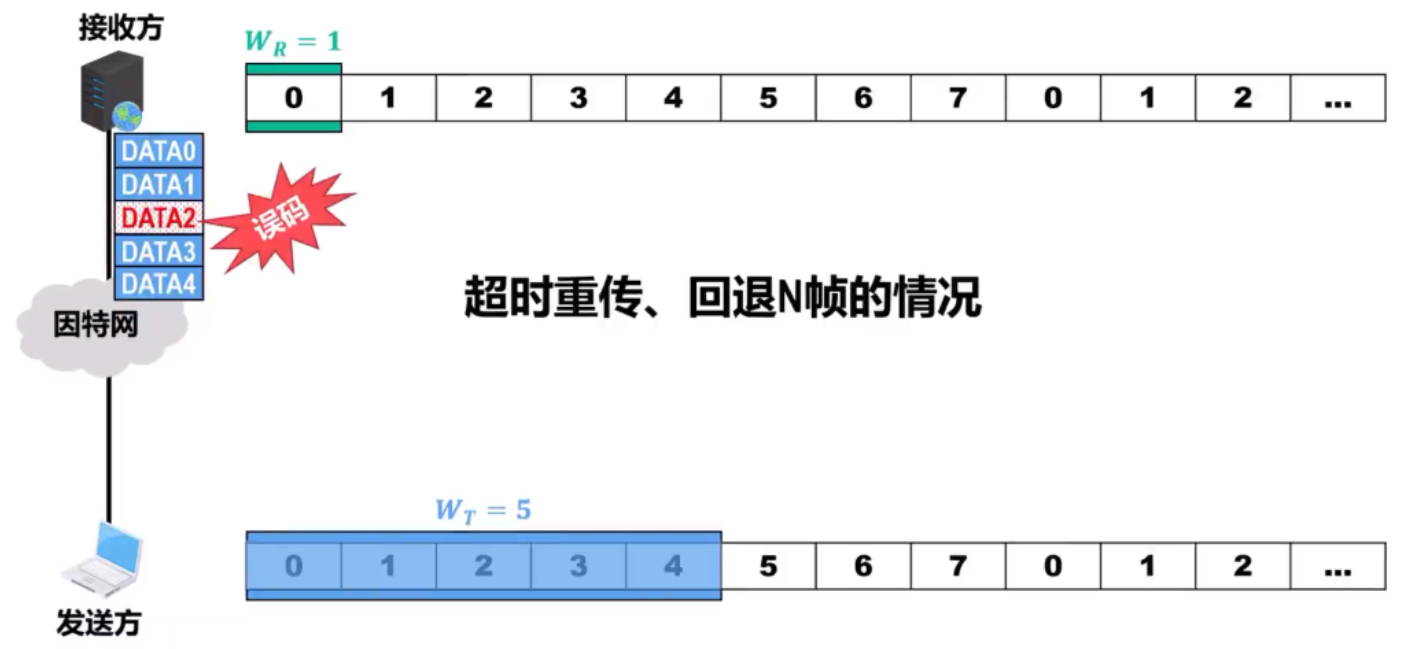 接收方
W_R = 1
0 1 2 3 4 5 6 7 0 1 2 ...
DATA0
DATA1
DATA2
误码
DATA3
DATA4
超时重传、回退N帧的情况
因特网
W_T = 5
0 1 2 3 4 5 6 7 0 1 2 ...
发送方